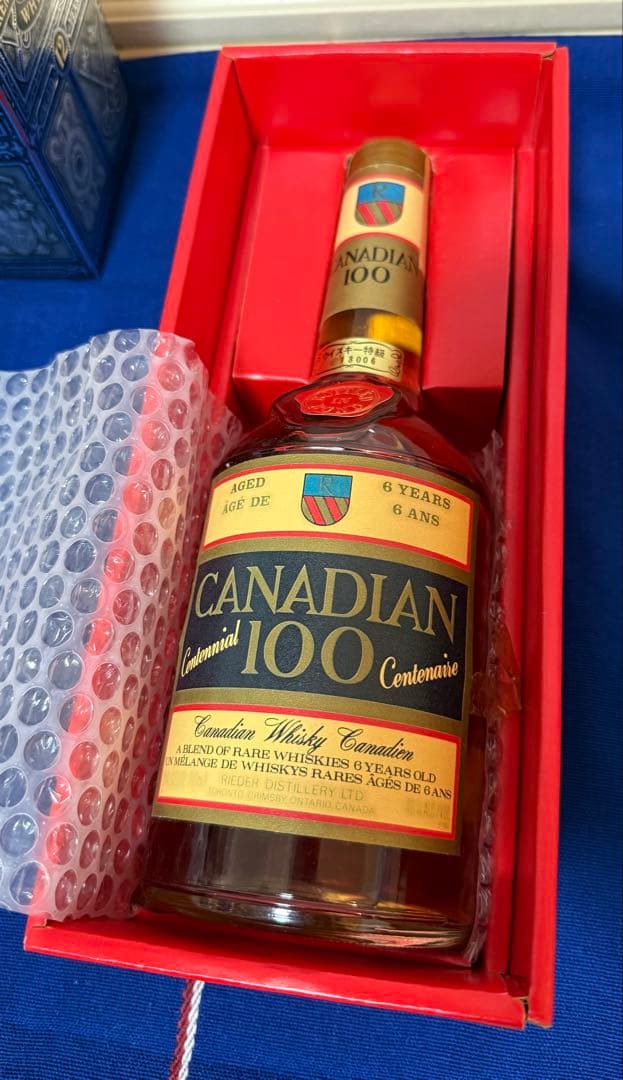 R
CANADIAN
100
ウイスキー特級
13006
AGED
ÂGÉ DE
R
6 YEARS
6 ANS
CANADIAN
Centennial 100 Centenaire
Canadian Whisky Canadien
A BLEND OF RARE WHISKIES 6 YEARS OLD
UN MÉLANGE DE WHISKYS RARES ÂGÉS DE 6 ANS
RIEDER DISTILLERY LTD.
TORONTO GRIMSBY ONTARIO, CANADA